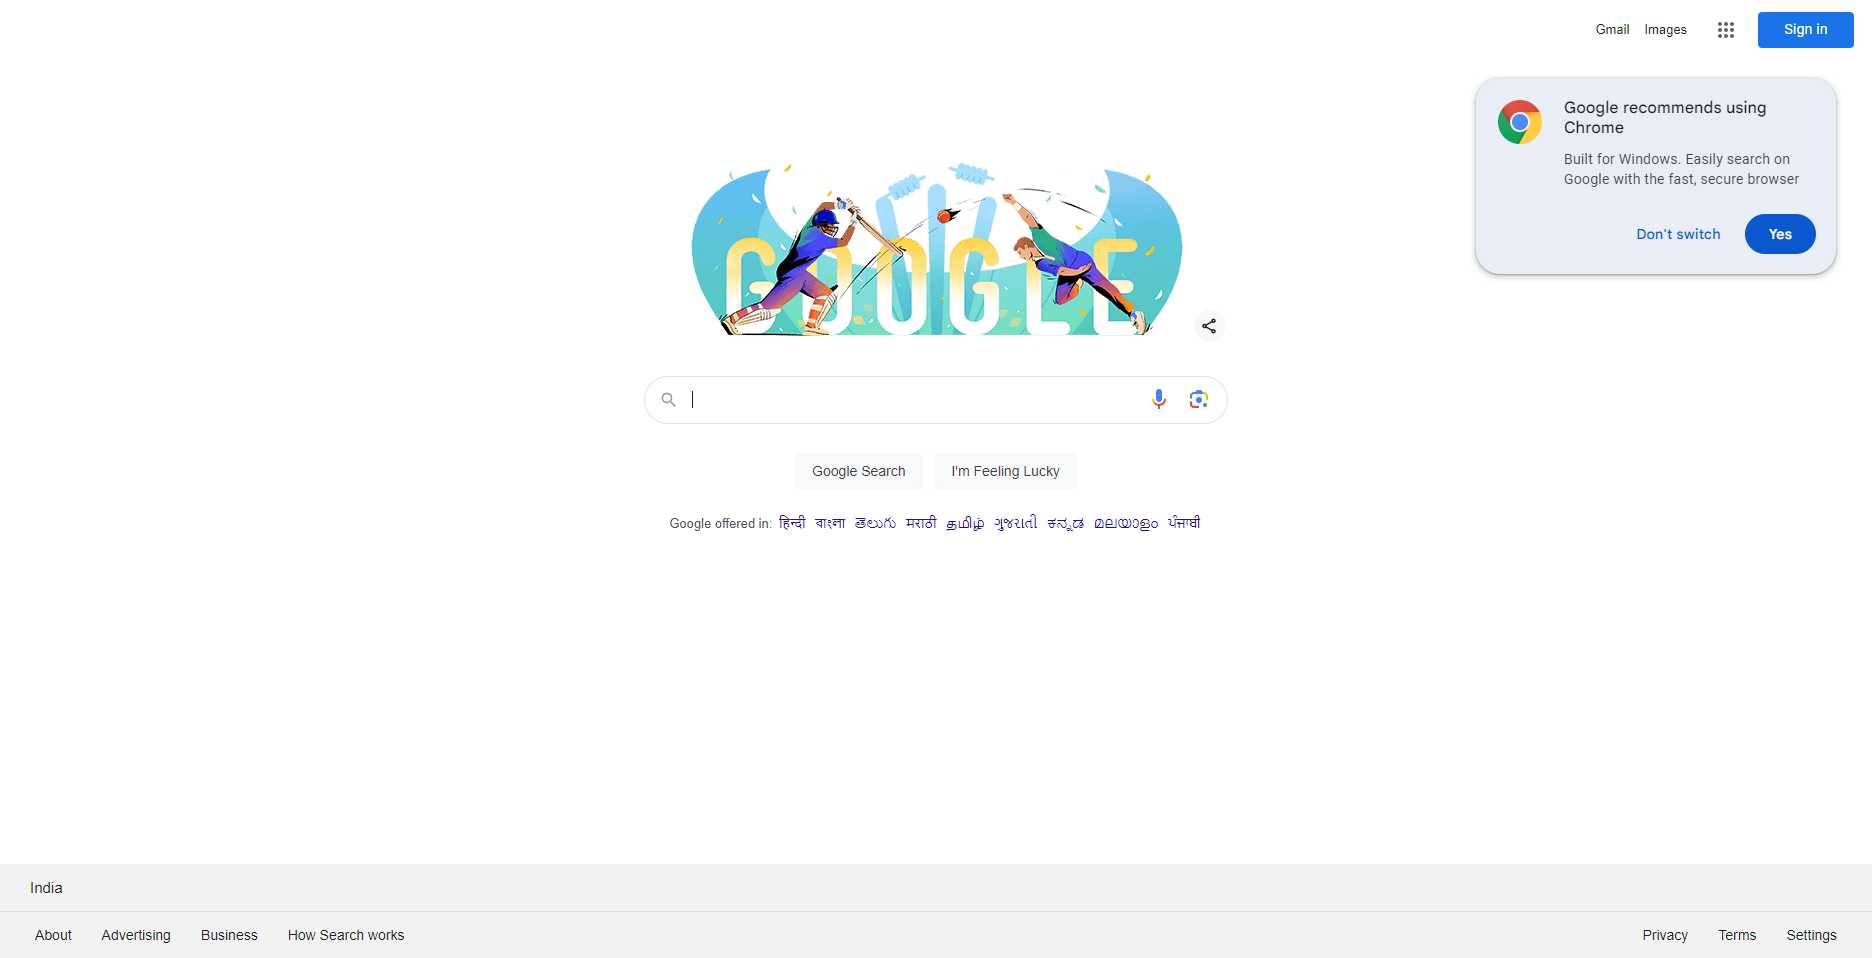 Gmail Images Sign in
Google recommends using
Chrome
Built for Windows. Easily search on
Google with the fast, secure browser
Don't switch Yes
GOOGLE
Google Search I'm Feeling Lucky
Google offered in: हिन्दी বাংলা తెలుగు मराठी தமிழ் ગુજરાતી ಕನ್ನಡ മലയാളം ਪੰਜਾਬੀ
India
About Advertising Business How Search works Privacy Terms Settings